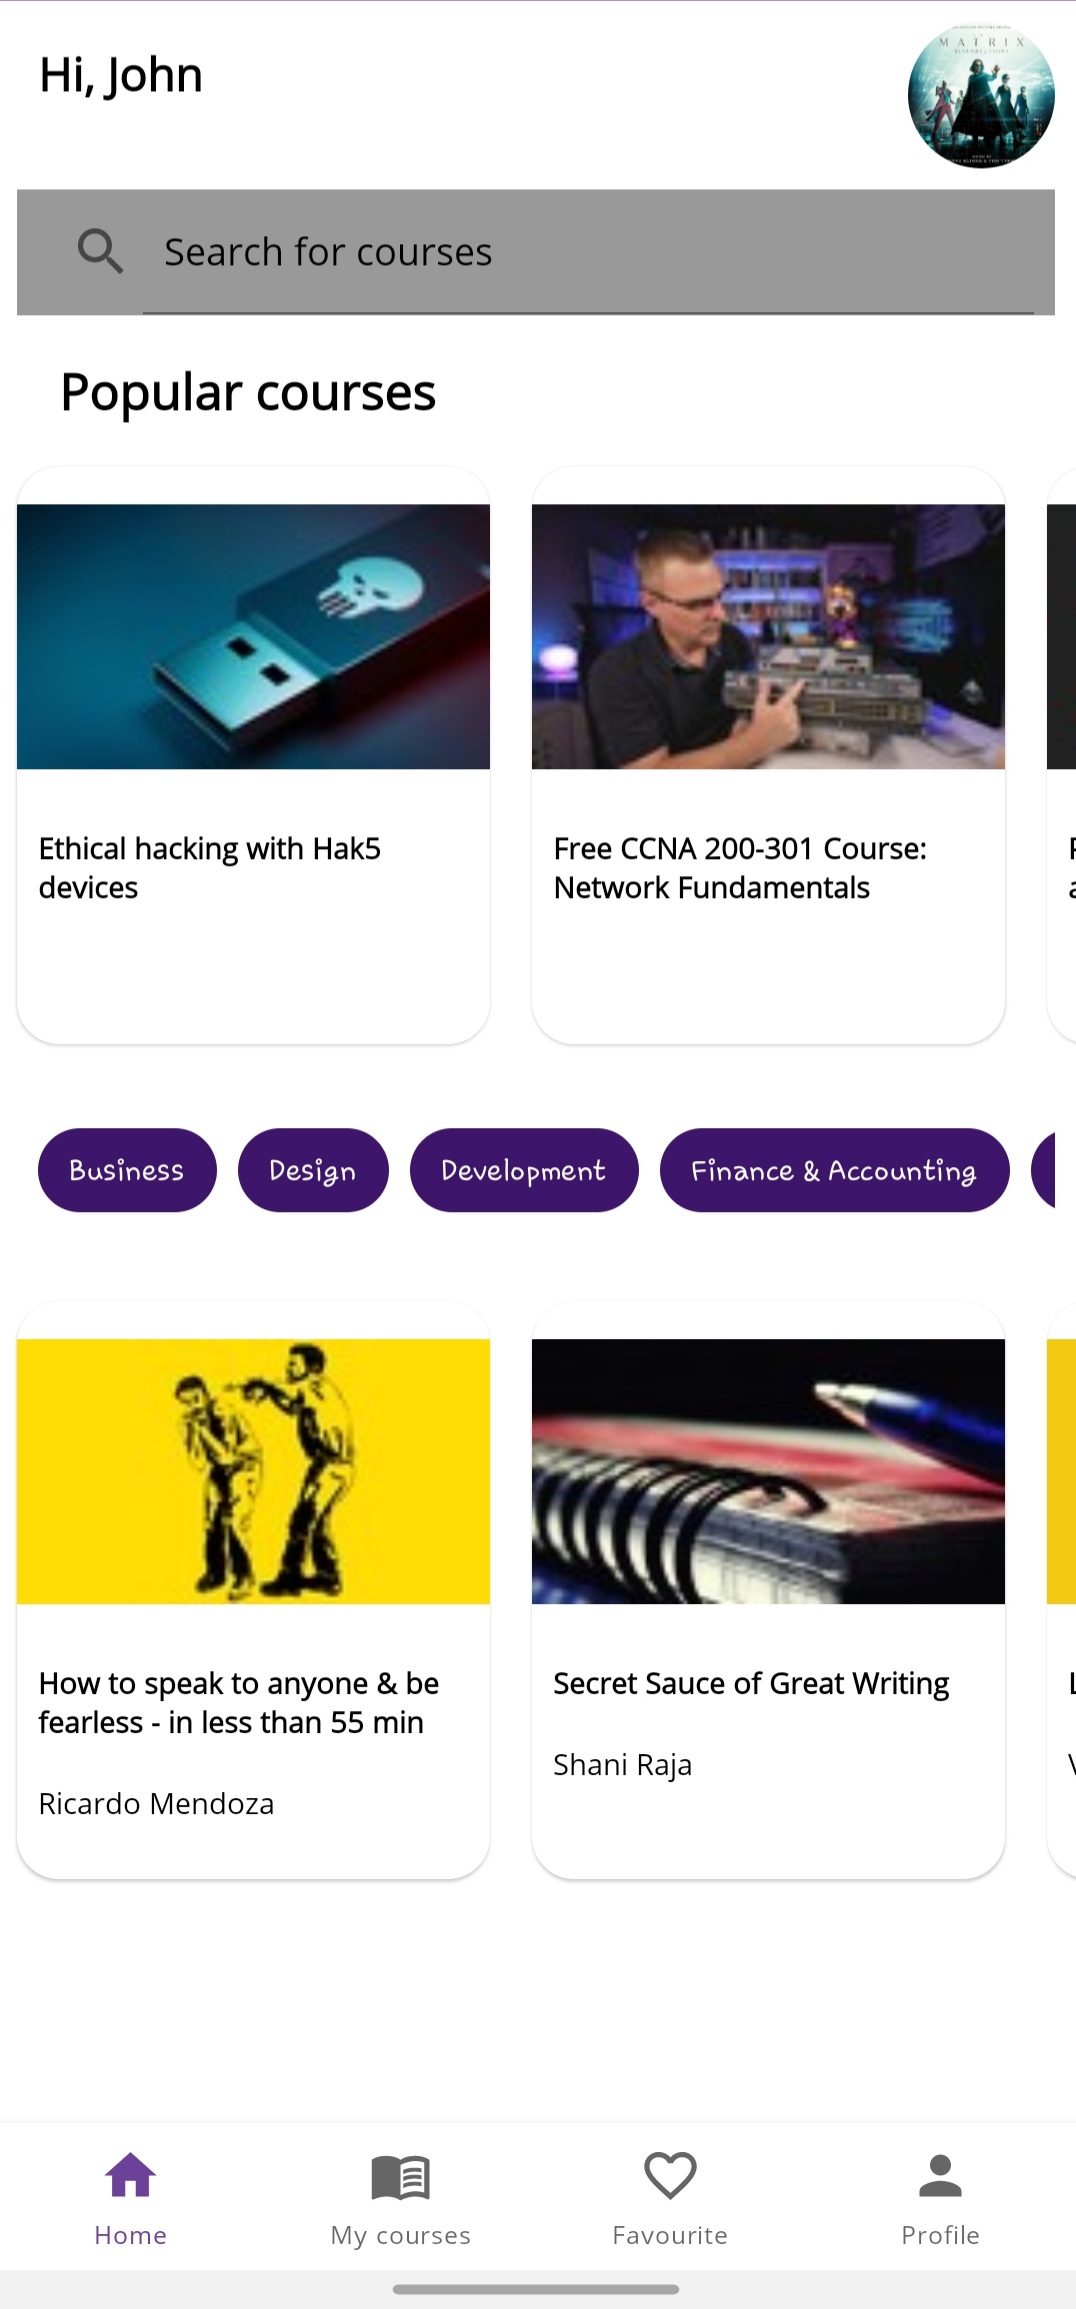 Hi, John
MATRIX
Search for courses
Popular courses
Ethical hacking with Hak5
devices
Free CCNA 200-301 Course:
Network Fundamentals
Business
Design
Development
Finance & Accounting
How to speak to anyone & be
fearless - in less than 55 min
Ricardo Mendoza
Secret Sauce of Great Writing
Shani Raja
Home
My courses
Favourite
Profile